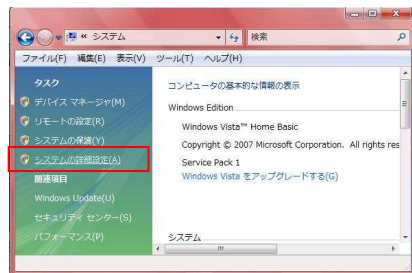 « システム
検索
ファイル(F) 編集(E) 表示(V) ツール(T) ヘルプ(H)
タスク
デバイス マネージャ(M)
リモートの設定(R)
システムの保護(Y)
システムの詳細設定(A)
関連項目
Windows Update(U)
セキュリティ センター(S)
パフォーマンス(P)
コンピュータの基本的な情報の表示
Windows Edition
Windows Vista™ Home Basic
Copyright © 2007 Microsoft Corporation. All rights res
Service Pack 1
Windows Vista をアップグレードする(G)
システム